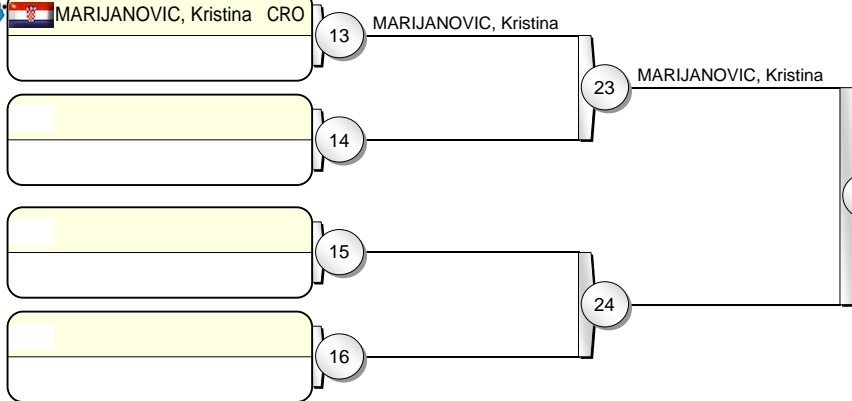 MARIJANOVIC, Kristina CRO
13
MARIJANOVIC, Kristina
23
MARIJANOVIC, Kristina
14
15
24
16